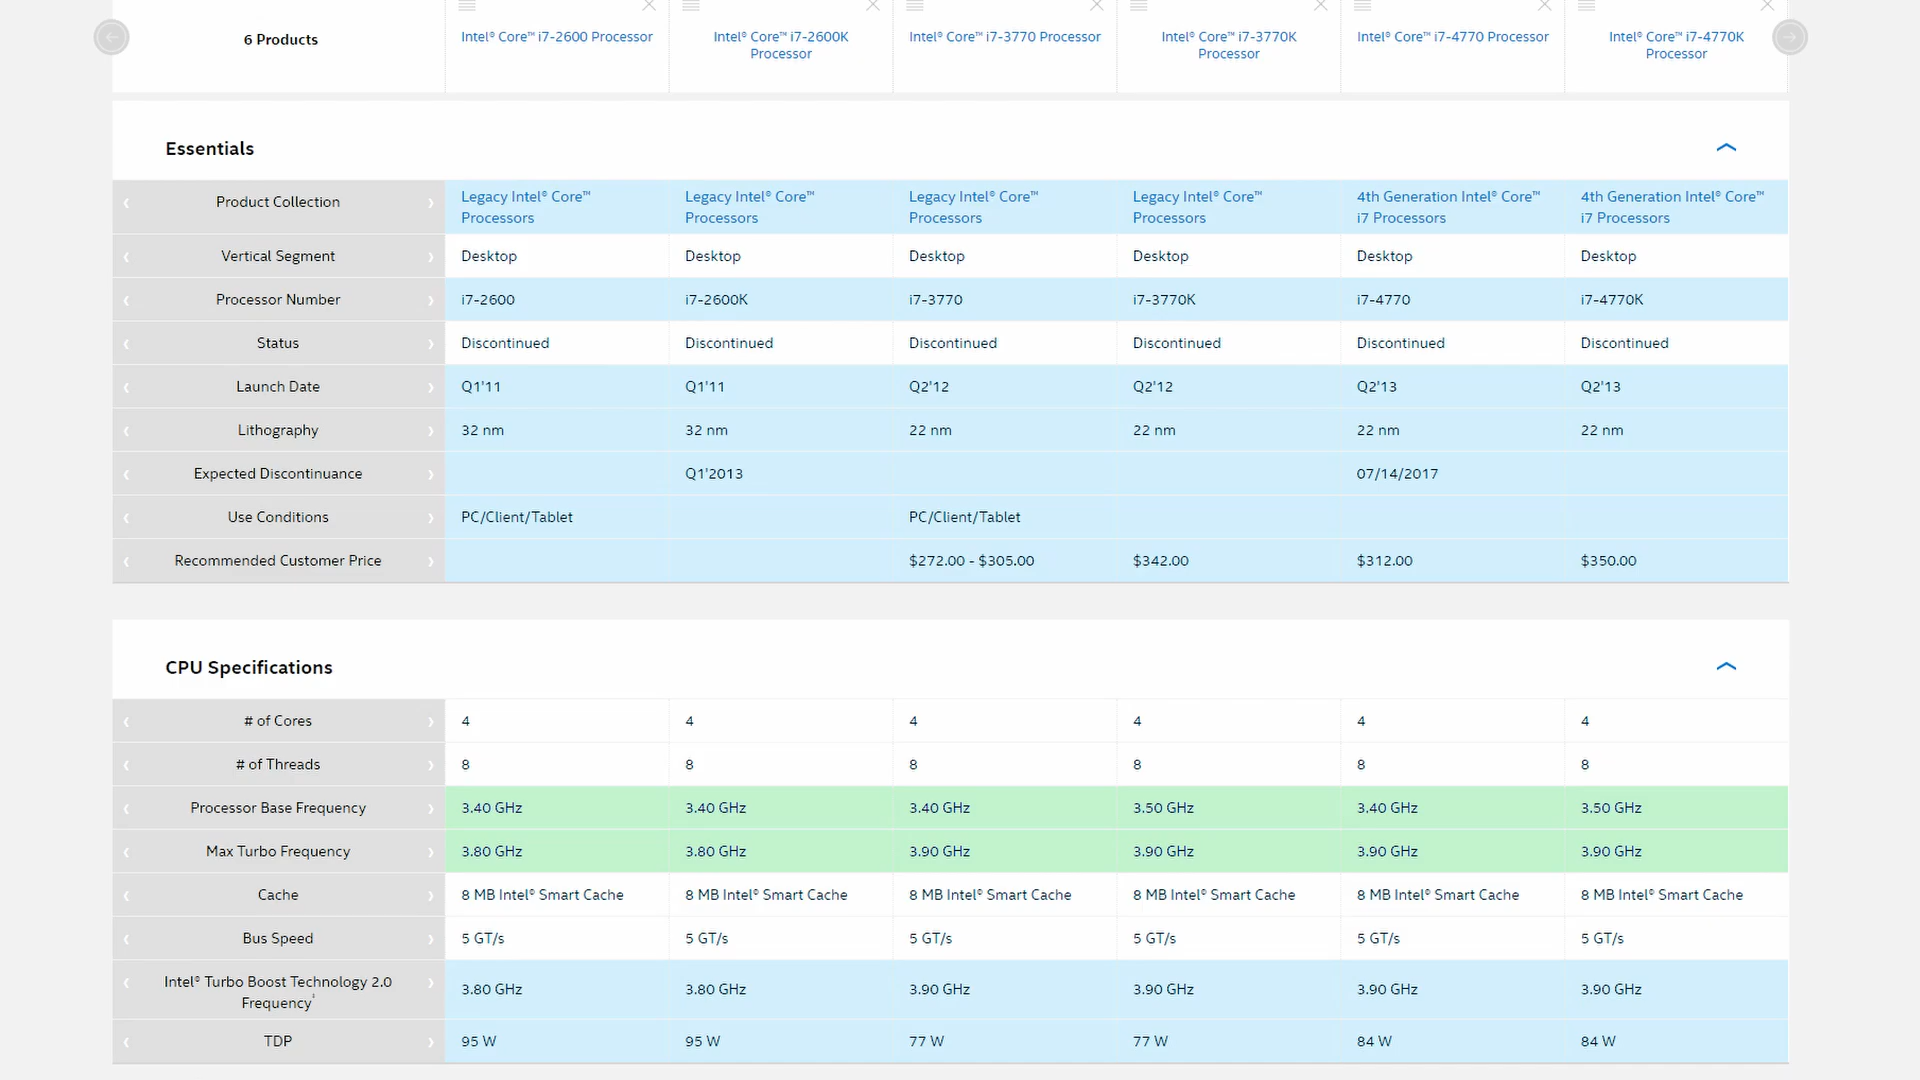 6 Products
Intel® Core™ i7-2600 Processor
Intel® Core™ i7-2600K
Processor
Intel® Core™ i7-3770 Processor
Intel® Core™ i7-3770K
Processor
Intel® Core™ i7-4770 Processor
Intel® Core™ i7-4770K
Processor
Essentials
Product Collection
Legacy Intel® Core™
Processors
Legacy Intel® Core™
Processors
Legacy Intel® Core™
Processors
Legacy Intel® Core™
Processors
4th Generation Intel® Core™
i7 Processors
4th Generation Intel® Core™
i7 Processors
Vertical Segment Desktop Desktop Desktop Desktop Desktop Desktop
Processor Number i7-2600 i7-2600K i7-3770 i7-3770K i7-4770 i7-4770K
Status Discontinued Discontinued Discontinued Discontinued Discontinued Discontinued
Launch Date Q1'11 Q1'11 Q2'12 Q2'12 Q2'13 Q2'13
Lithography 32 nm 32 nm 22 nm 22 nm 22 nm 22 nm
Expected Discontinuance Q1'2013 07/14/2017
Use Conditions PC/Client/Tablet PC/Client/Tablet
Recommended Customer Price $272.00 - $305.00 $342.00 $312.00 $350.00
CPU Specifications
# of Cores 4 4 4 4 4 4
# of Threads 8 8 8 8 8 8
Processor Base Frequency 3.40 GHz 3.40 GHz 3.40 GHz 3.50 GHz 3.40 GHz 3.50 GHz
Max Turbo Frequency 3.80 GHz 3.80 GHz 3.90 GHz 3.90 GHz 3.90 GHz 3.90 GHz
Cache 8 MB Intel® Smart Cache 8 MB Intel® Smart Cache 8 MB Intel® Smart Cache 8 MB Intel® Smart Cache 8 MB Intel® Smart Cache 8 MB Intel® Smart Cache
Bus Speed 5 GT/s 5 GT/s 5 GT/s 5 GT/s 5 GT/s 5 GT/s
Intel® Turbo Boost Technology 2.0
Frequency‡ 3.80 GHz 3.80 GHz 3.90 GHz 3.90 GHz 3.90 GHz 3.90 GHz
TDP 95 W 95 W 77 W 77 W 84 W 84 W